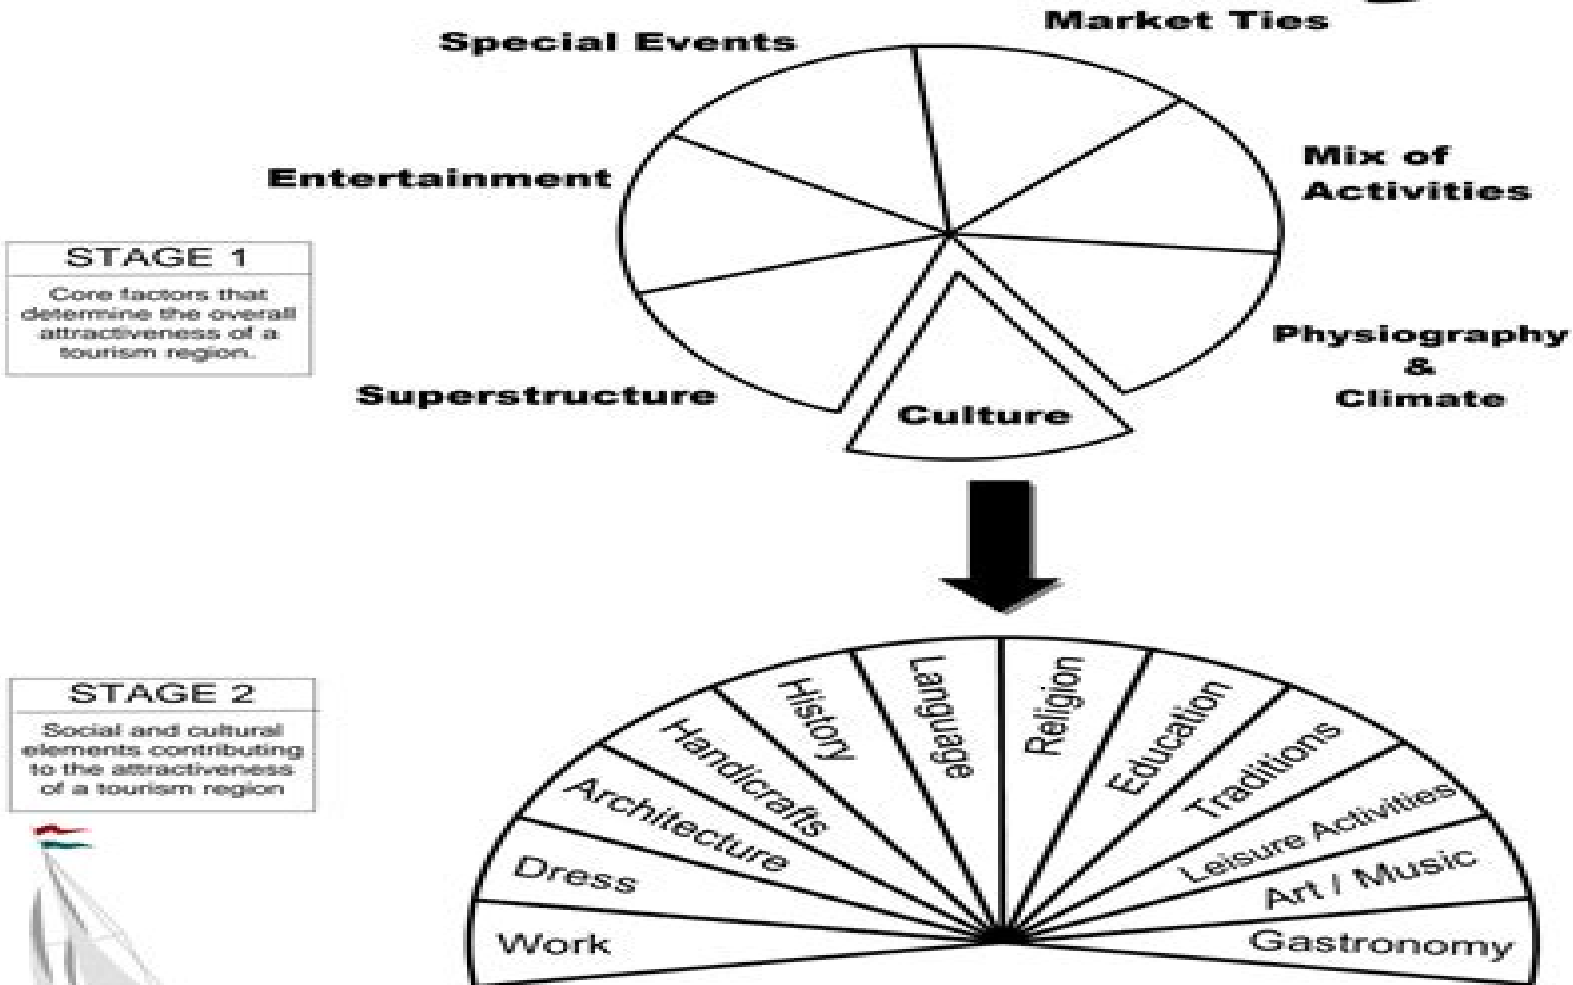 Market Ties
Special Events
Mix of
Activities
Entertainment
STAGE 1
Core factors that
determine the overall
attractiveness of a
tourism region.
Physiography
&
Climate
Superstructure
Culture
STAGE 2
Social and cultural
elements contributing
to the attractiveness
of a tourism region
Work
Dress
Architecture
Handicrafts
History
Language
Religion
Education
Traditions
Leisure Activities
Art / Music
Gastronomy